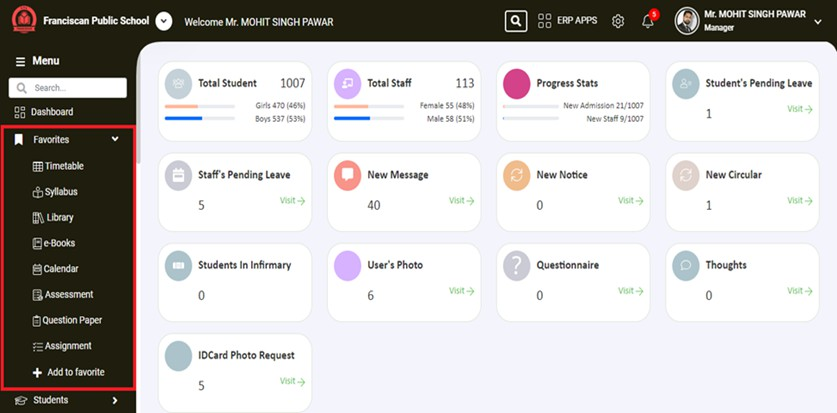 Franciscan Public School
Welcome Mr. MOHIT SINGH PAWAR
ERP APPS
5
Mr. MOHIT SINGH PAWAR
Manager
Menu
Search...
Dashboard
Favorites
Timetable
Syllabus
Library
e-Books
Calendar
Assessment
Question Paper
Assignment
Add to favorite
Students
Total Student 1007
Girls 470 (46%)
Boys 537 (53%)
Total Staff 113
Female 55 (48%)
Male 58 (51%)
Progress Stats
New Admission 21/1007
New Staff 9/1007
Student's Pending Leave
1
Visit
Staff's Pending Leave
5
Visit
New Message
40
Visit
New Notice
0
Visit
New Circular
1
Visit
Students In Infirmary
0
User's Photo
6
Visit
Questionnaire
0
Visit
Thoughts
0
Visit
IDCard Photo Request
5
Visit